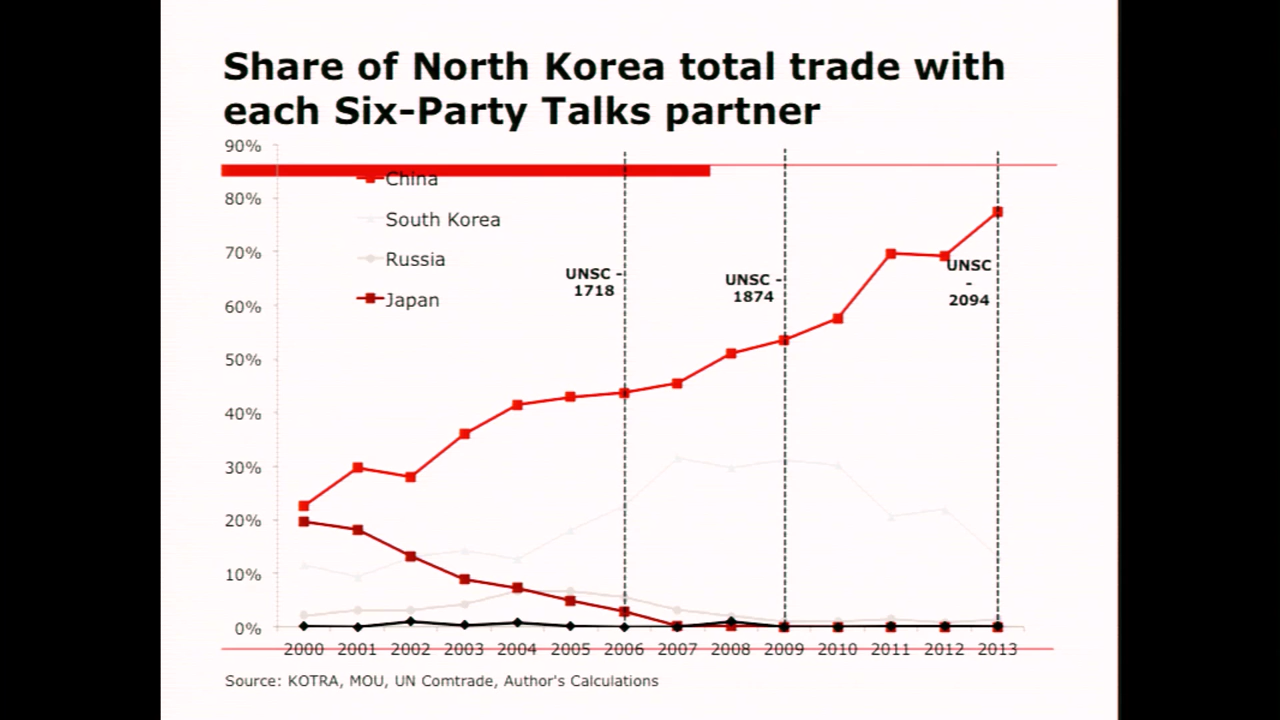 Share of North Korea total trade with
each Six-Party Talks partner
90%
80%
70%
60%
50%
40%
30%
20%
10%
0%
China
South Korea
Russia
Japan
UNSC -
1718
UNSC -
1874
UNSC
-
2094
2000 2001 2002 2003 2004 2005 2006 2007 2008 2009 2010 2011 2012 2013
Source: KOTRA, MOU, UN Comtrade, Author's Calculations